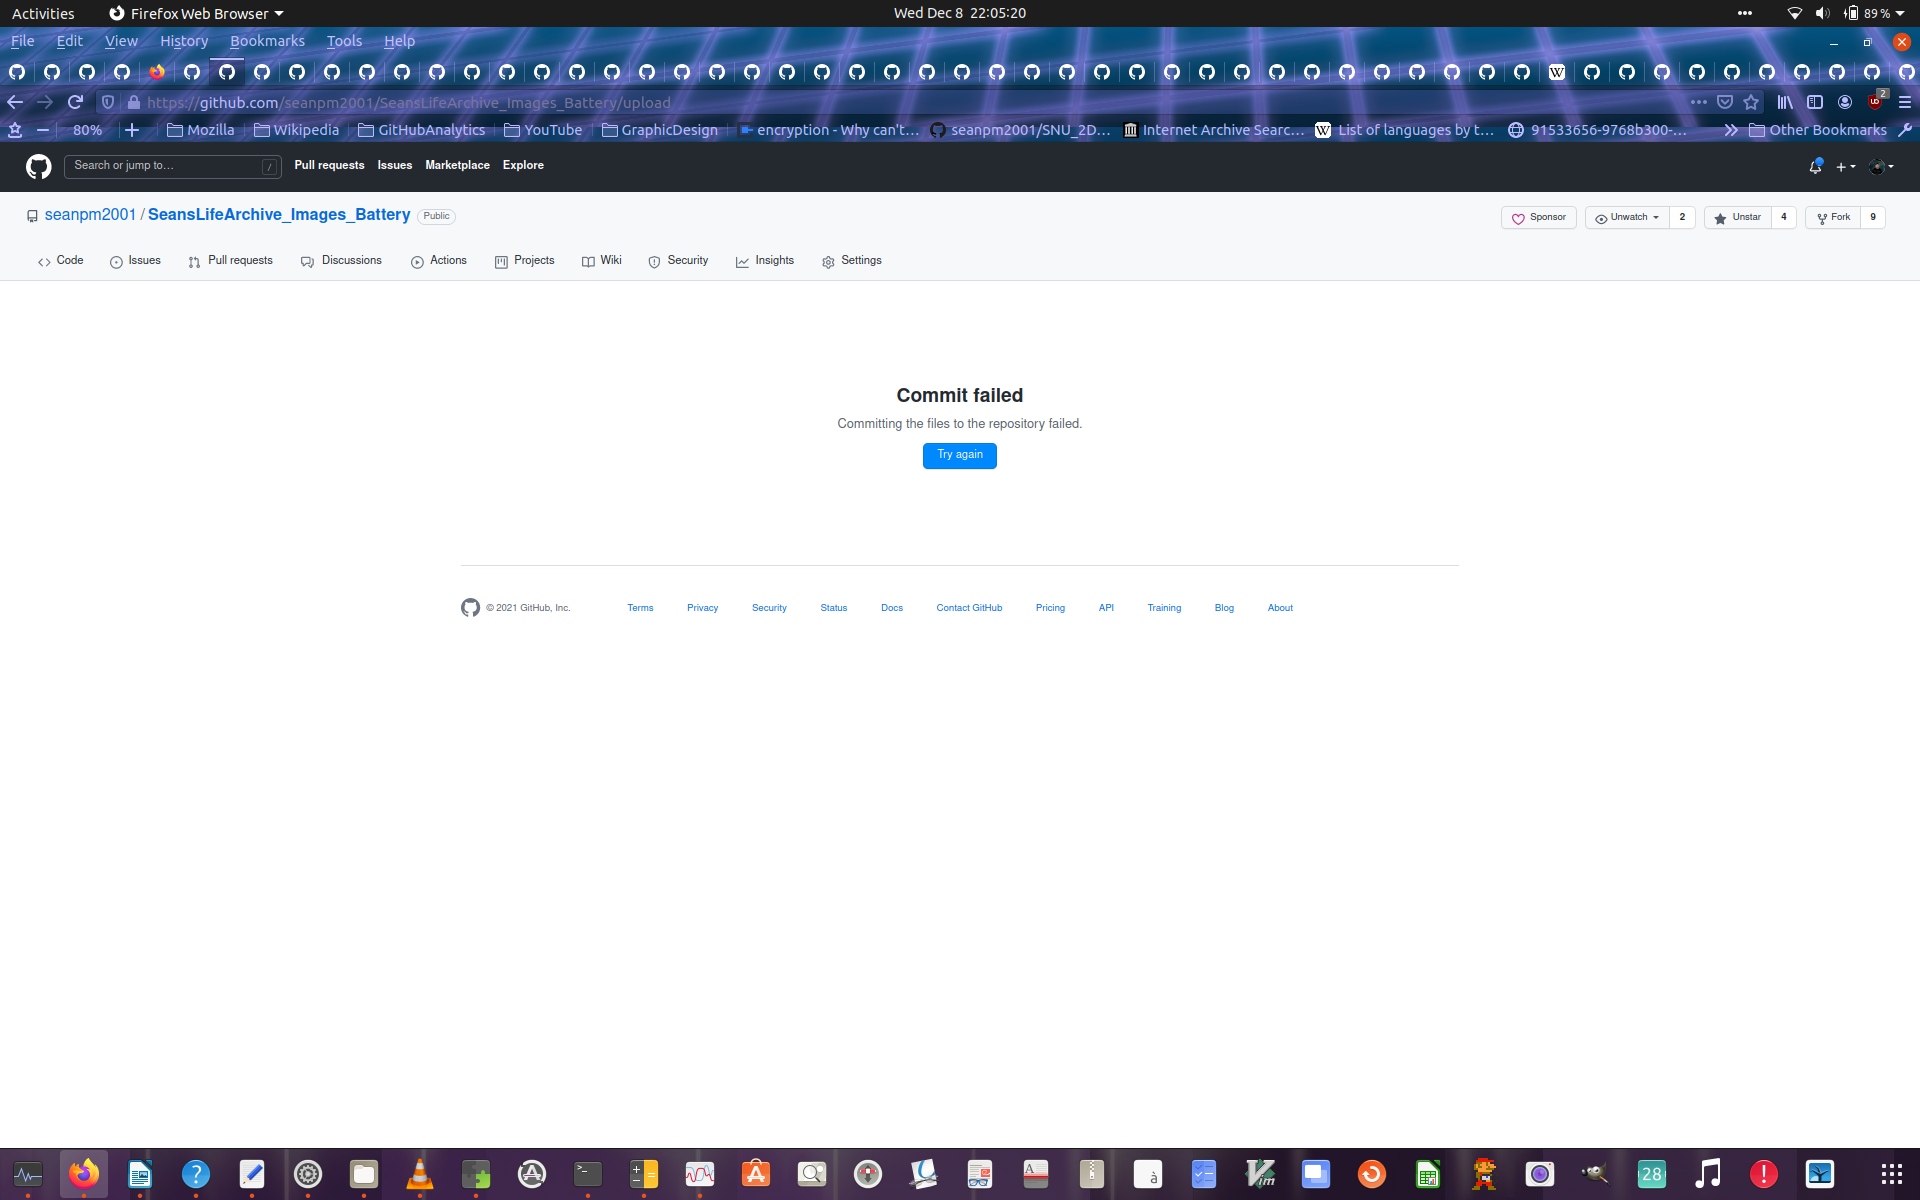 Activities Firefox Web Browser Wed Dec 8 22:05:20 89 %
File Edit View History Bookmarks Tools Help
https://github.com/seanpm2001/SeansLifeArchive_Images_Battery/upload 2
80% Mozilla Wikipedia GitHubAnalytics YouTube GraphicDesign encryption - Why can't... seanpm2001/SNU_2D... Internet Archive Searc... W List of languages by t... 91533656-9768b300-... Other Bookmarks
Search or jump to... / Pull requests Issues Marketplace Explore
seanpm2001 / SeansLifeArchive_Images_Battery Public Sponsor Unwatch 2 Unstar 4 Fork 9
Code Issues Pull requests Discussions Actions Projects Wiki Security Insights Settings
Commit failed
Committing the files to the repository failed.
Try again
© 2021 GitHub, Inc. Terms Privacy Security Status Docs Contact GitHub Pricing API Training Blog About
28